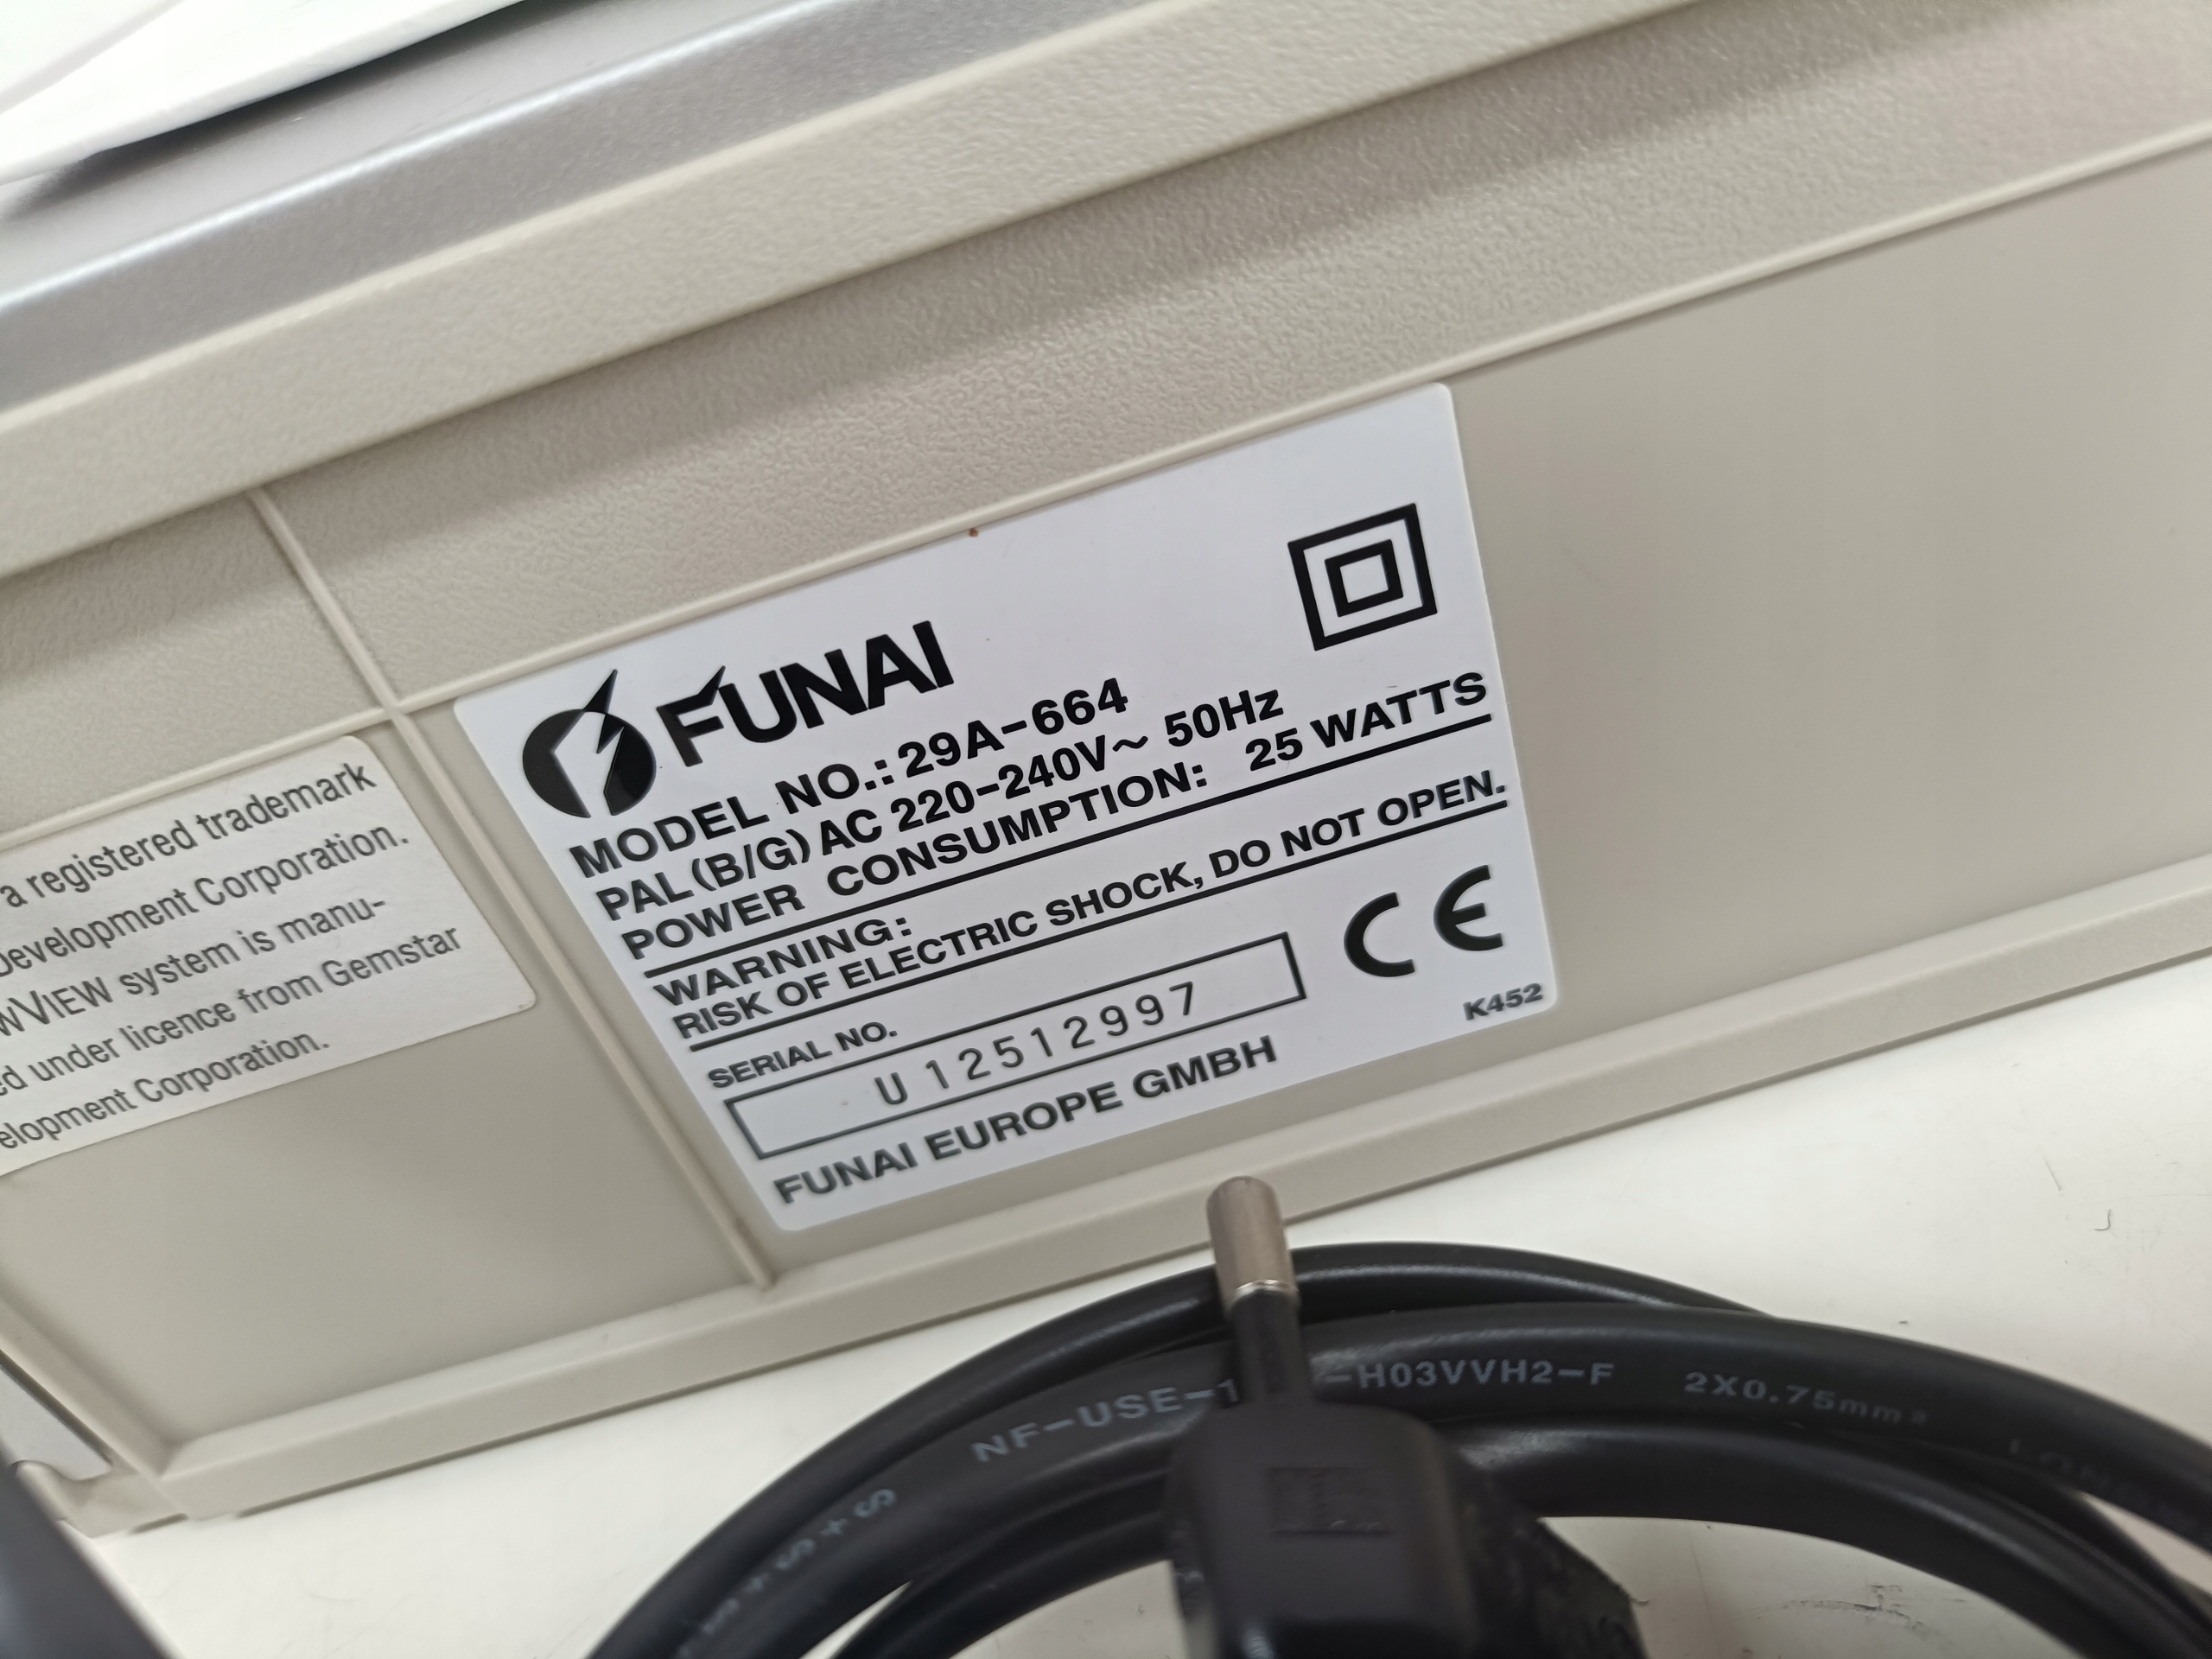 FUNAI
MODEL NO.: 29A-664
PAL (B/G) AC 220-240V~ 50Hz
POWER CONSUMPTION: 25 WATTS
WARNING:
RISK OF ELECTRIC SHOCK, DO NOT OPEN.
SERIAL NO.
U 12512997
CE
FUNAI EUROPE GMBH
K452
a registered trademark
Development Corporation.
wVIEW system is manu-
ed under licence from Gemstar
elopment Corporation.
S+S+S NF-USE-1 -H03VVH2-F 2X0.75mm²